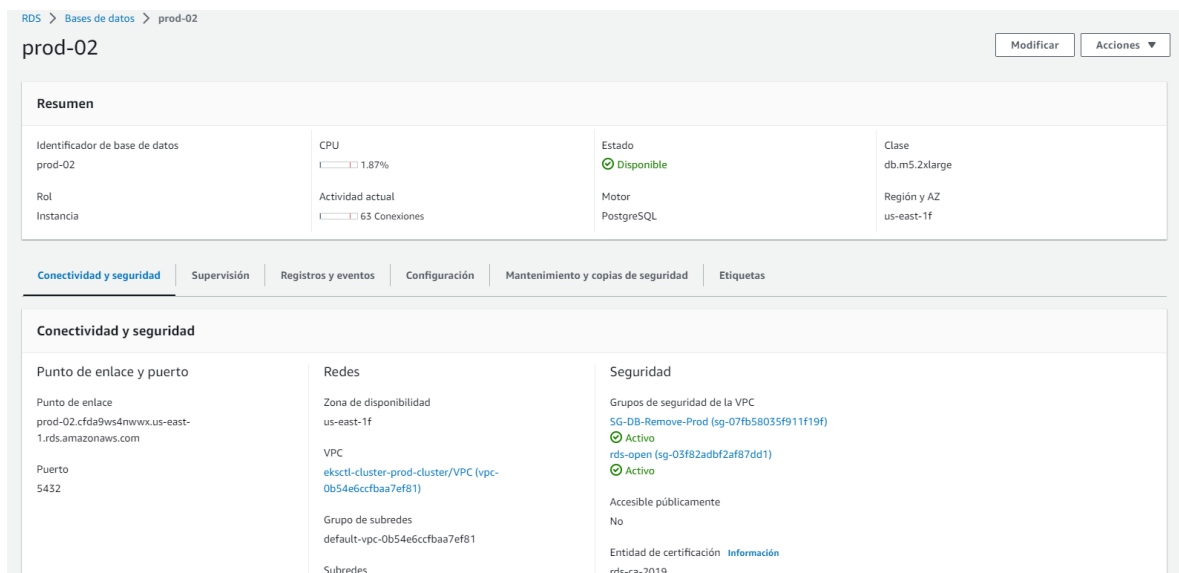 RDS > Bases de datos > prod-02
prod-02
Modificar
Acciones
Resumen
Identificador de base de datos
prod-02
CPU
1.87%
Estado
Disponible
Clase
db.m5.2xlarge
Rol
Instancia
Actividad actual
63 Conexiones
Motor
PostgreSQL
Región y AZ
us-east-1f
Conectividad y seguridad
Supervisión
Registros y eventos
Configuración
Mantenimiento y copias de seguridad
Etiquetas
Conectividad y seguridad
Punto de enlace y puerto
Punto de enlace
prod-02.cfda9ws4nwwx.us-east-
1.rds.amazonaws.com
Puerto
5432
Redes
Zona de disponibilidad
us-east-1f
VPC
eksctl-cluster-prod-cluster/VPC (vpc-
0b54e6ccfbaa7ef81)
Grupo de subredes
default-vpc-0b54e6ccfbaa7ef81
Subredes
Seguridad
Grupos de seguridad de la VPC
SG-DB-Remove-Prod (sg-07fb58035f911f19f)
Activo
rds-open (sg-03f82adbf2af87dd1)
Activo
Accesible públicamente
No
Entidad de certificación Información
rds-ca-2019